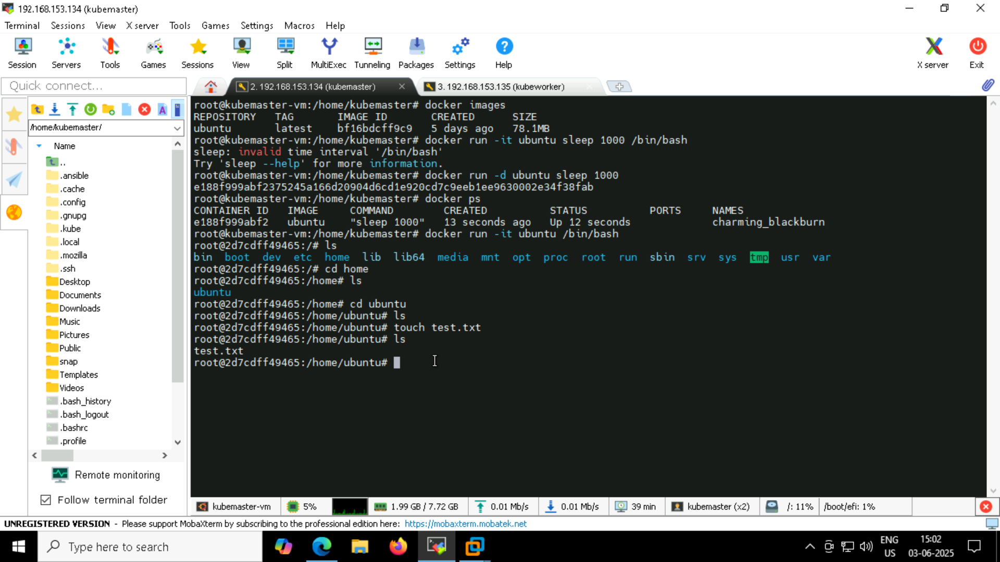 192.168.153.134 (kubemaster)
Terminal Sessions View X server Tools Games Settings Macros Help
Session Servers Tools Games Sessions View Split MultiExec Tunneling Packages Settings Help X server Exit
Quick connect...
2. 192.168.153.134 (kubemaster)
3. 192.168.153.135 (kubeworker)
/home/kubemaster/
Name
..
.ansible
.cache
.config
.gnupg
.kube
.local
.mozilla
.ssh
Desktop
Documents
Downloads
Music
Pictures
Public
snap
Templates
Videos
.bash_history
.bash_logout
.bashrc
.profile
Remote monitoring
Follow terminal folder
root@kubemaster-vm:/home/kubemaster# docker images
REPOSITORY TAG IMAGE ID CREATED SIZE
ubuntu latest bf16bdcff9c9 5 days ago 78.1MB
root@kubemaster-vm:/home/kubemaster# docker run -it ubuntu sleep 1000 /bin/bash
sleep: invalid time interval '/bin/bash'
Try 'sleep --help' for more information.
root@kubemaster-vm:/home/kubemaster# docker run -d ubuntu sleep 1000
e188f999abf2375245a166d20904d6cd1e920cd7c9eeb1ee9630002e34f38fab
root@kubemaster-vm:/home/kubemaster# docker ps
CONTAINER ID IMAGE COMMAND CREATED STATUS PORTS NAMES
e188f999abf2 ubuntu "sleep 1000" 13 seconds ago Up 12 seconds charming_blackburn
root@kubemaster-vm:/home/kubemaster# docker run -it ubuntu /bin/bash
root@2d7cdff49465:/# ls
bin boot dev etc home lib lib64 media mnt opt proc root run sbin srv sys tmp usr var
root@2d7cdff49465:/# cd home
root@2d7cdff49465:/home# ls
ubuntu
root@2d7cdff49465:/home# cd ubuntu
root@2d7cdff49465:/home/ubuntu# ls
root@2d7cdff49465:/home/ubuntu# touch test.txt
root@2d7cdff49465:/home/ubuntu# ls
test.txt
root@2d7cdff49465:/home/ubuntu#
kubemaster-vm 5% 1.99 GB / 7.72 GB 0.01 Mb/s 0.01 Mb/s 39 min kubemaster (x2) /: 11% /boot/efi: 1%
UNREGISTERED VERSION - Please support MobaXterm by subscribing to the professional edition here: https://mobaxterm.mobatek.net
Type here to search
ENG
US
15:02
03-06-2025